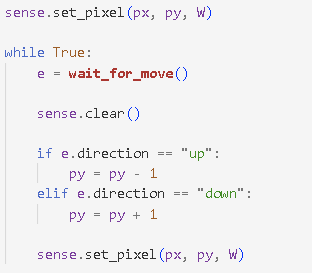 sense.set_pixel(px, py, W)
while True:
    e = wait_for_move()
    sense.clear()
    if e.direction == "up":
        py = py - 1
    elif e.direction == "down":
        py = py + 1
    sense.set_pixel(px, py, W)